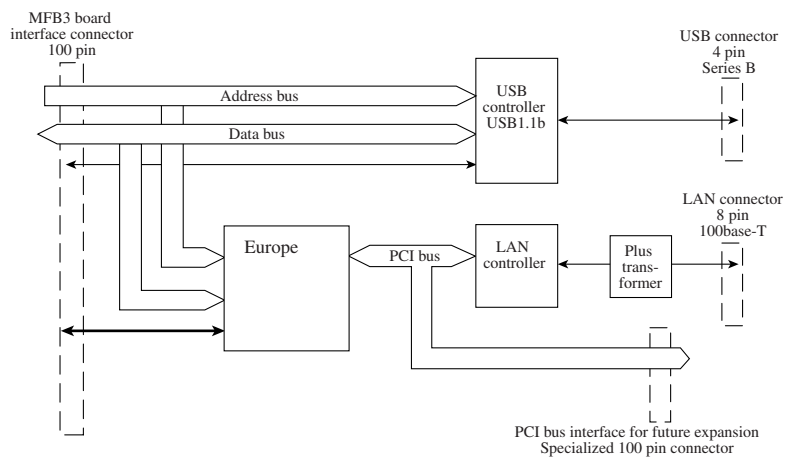 MFB3 board
interface connector
100 pin
USB connector
4 pin
Series B
Address bus
USB
controller
USB1.1b
Data bus
LAN connector
8 pin
100base-T
Europe
PCI bus
LAN
controller
Plus
trans-
former
PCI bus interface for future expansion
Specialized 100 pin connector